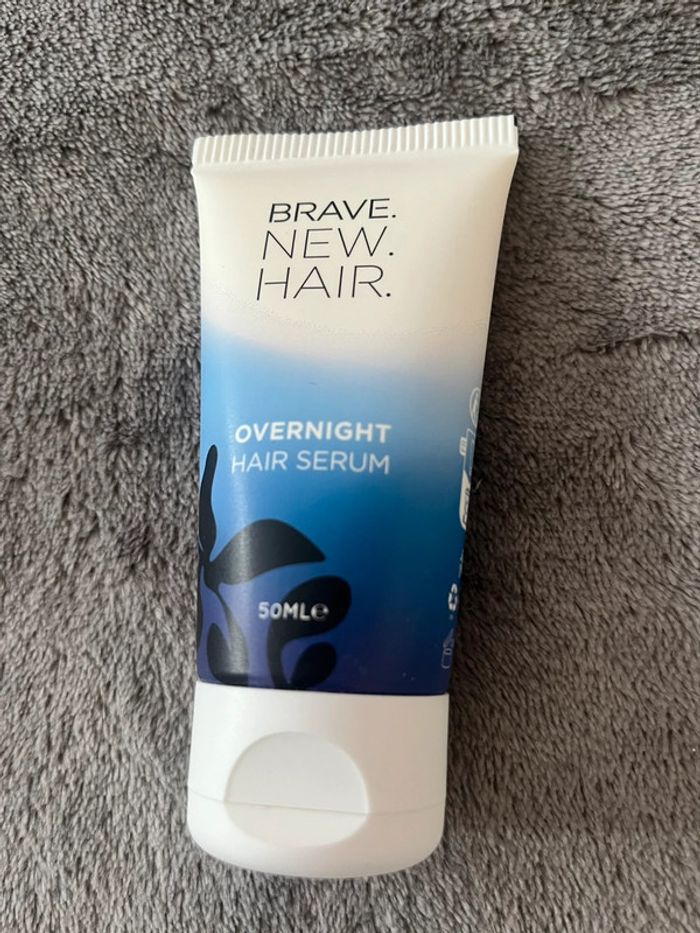 BRAVE.
NEW.
HAIR.
OVERNIGHT
HAIR SERUM
50ML℮